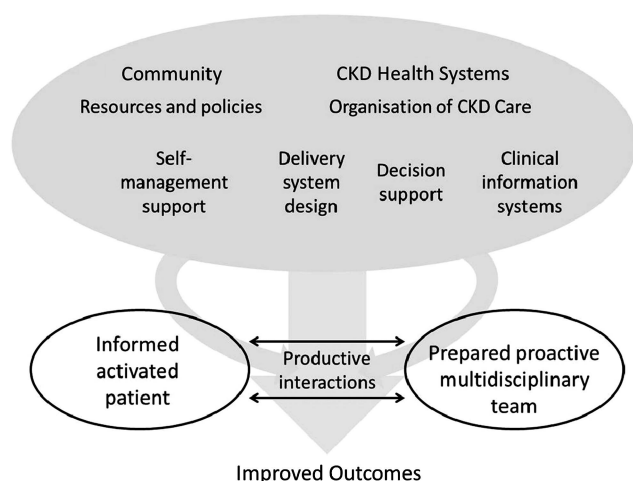 Community
CKD Health Systems
Resources and policies
Organisation of CKD Care
Self-
management
support
Delivery
system
design
Decision
support
Clinical
information
systems
Informed
activated
patient
Productive
interactions
Prepared proactive
multidisciplinary
team
Improved Outcomes